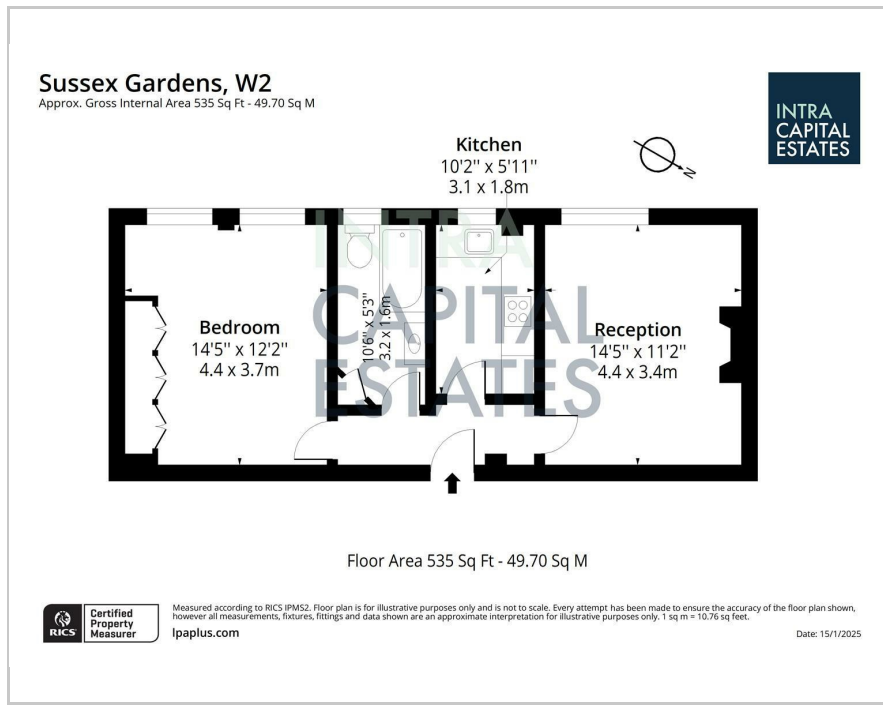 Sussex Gardens, W2
Approx. Gross Internal Area 535 Sq Ft - 49.70 Sq M
INTRA
CAPITAL
ESTATES
Kitchen
10'2'' x 5'11''
3.1 x 1.8m
N
INTRA
CAPITAL
ESTATES
Bedroom
14'5'' x 12'2''
4.4 x 3.7m
10'6'' x 5'3''
3.2 x 1.6m
Reception
14'5'' x 11'2''
4.4 x 3.4m
Floor Area 535 Sq Ft - 49.70 Sq M
RICS
Certified
Property
Measurer
Measured according to RICS IPMS2. Floor plan is for illustrative purposes only and is not to scale. Every attempt has been made to ensure the accuracy of the floor plan shown,
however all measurements, fixtures, fittings and data shown are an approximate interpretation for illustrative purposes only. 1 sq m = 10.76 sq feet.
lpaplus.com
Date: 15/1/2025